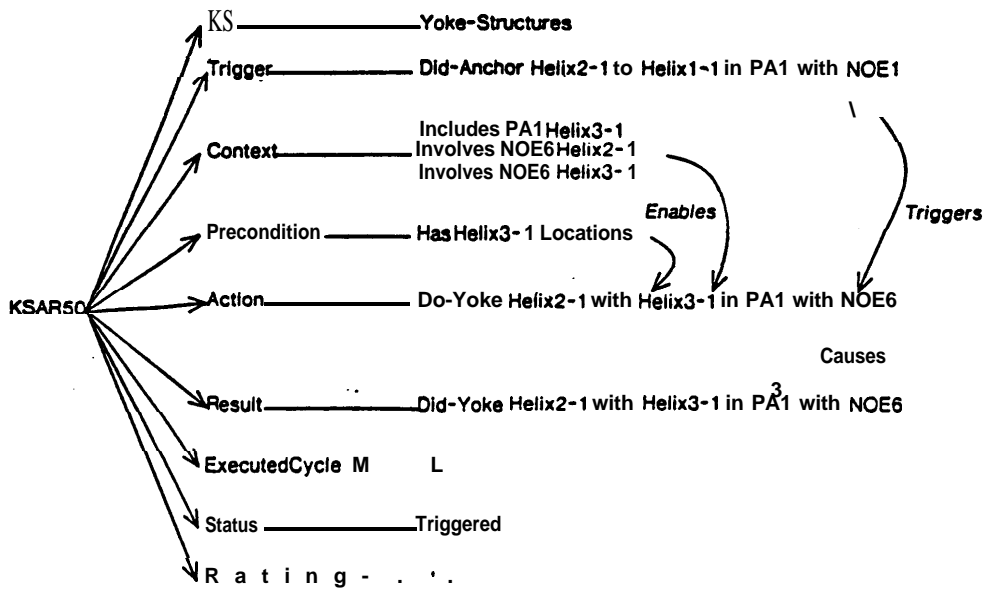 KS Yoke-Structures
Trigger Did-Anchor Helix2-1 to Helix1-1 in PA1 with NOE1
\
Includes PA1 Helix3-1
Context Involves NOE6 Helix2-1
Involves NOE6 Helix3-1
Enables
Triggers
Precondition Has Helix3-1 Locations
KSAR50 Action Do-Yoke Helix2-1 with Helix3-1 in PA1 with NOE6
Causes
3
Result Did-Yoke Helix2-1 with Helix3-1 in PA1 with NOE6
ExecutedCycle M L
Status Triggered
Rating- . .